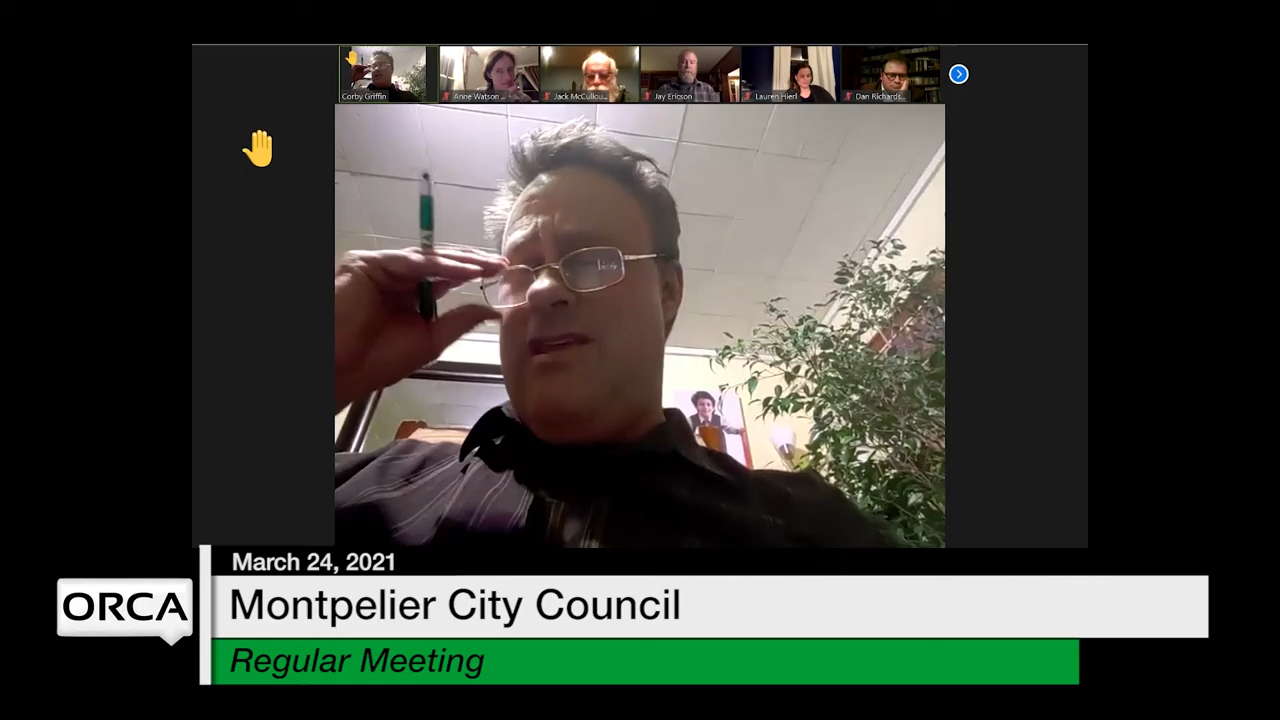 Corby Griffin
Anne Watson ...
Jack McCullou...
Jay Ericson
Lauren Hierl
Dan Richards...
March 24, 2021
ORCA
Montpelier City Council
Regular Meeting